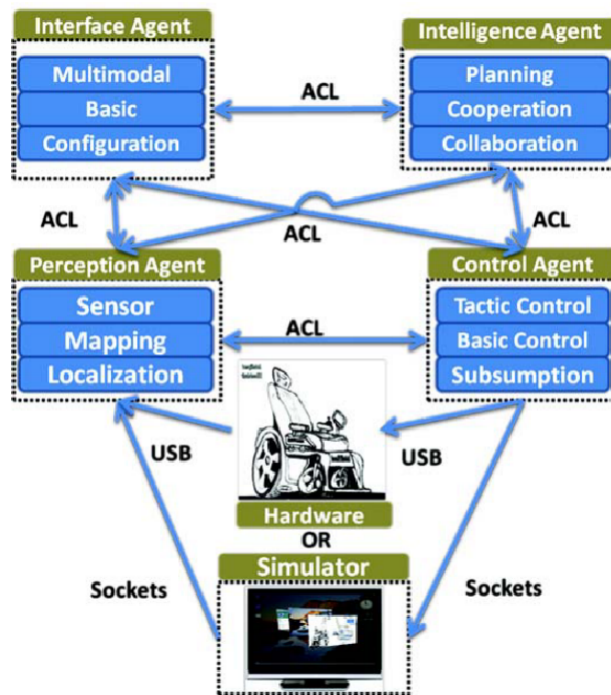 Interface Agent
Intelligence Agent
Multimodal
Basic
Configuration
ACL
Planning
Cooperation
Collaboration
ACL
ACL
ACL
Perception Agent
Control Agent
Sensor
Mapping
Localization
ACL
Tactic Control
Basic Control
Subsumption
USB
USB
Hardware
OR
Simulator
Sockets
Sockets